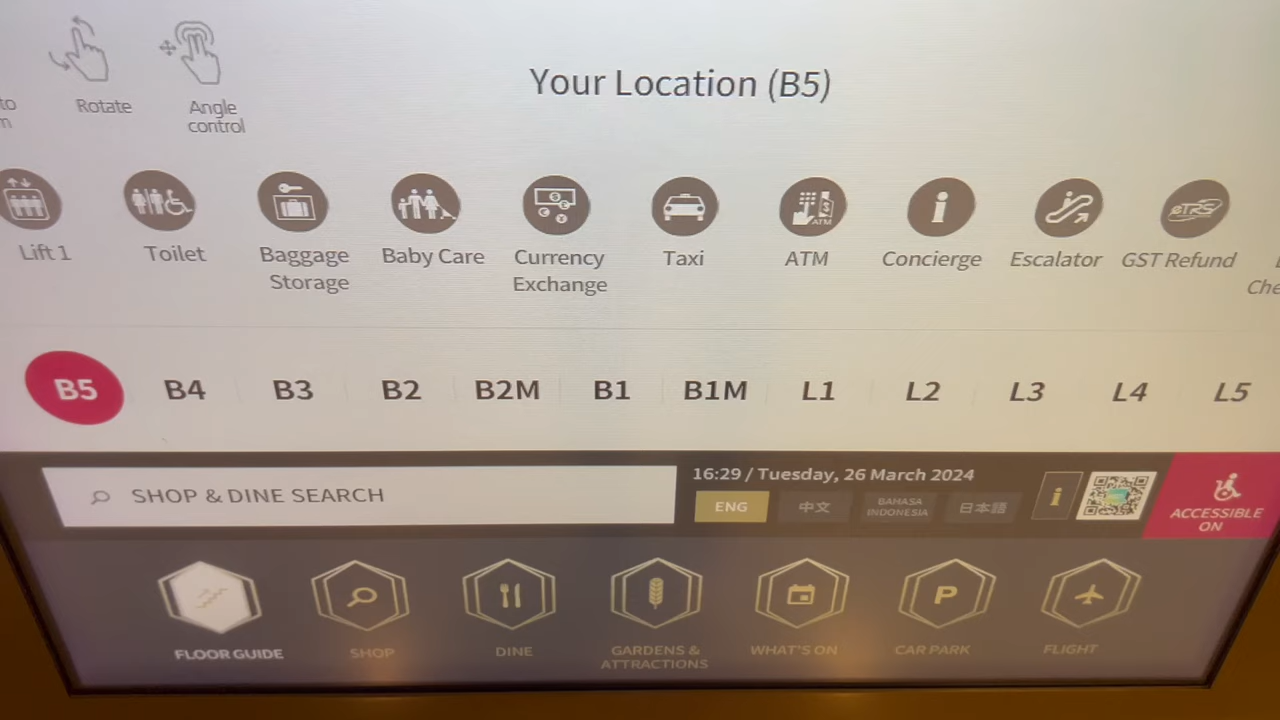 Rotate
Angle
control
Your Location (B5)
Lift 1
Toilet
Baggage
Storage
Baby Care
Currency
Exchange
Taxi
ATM
ATM
Concierge
Escalator
eTRS
GST Refund
B5
B4
B3
B2
B2M
B1
B1M
L1
L2
L3
L4
L5
SHOP & DINE SEARCH
16:29 / Tuesday, 26 March 2024
ENG
中文
BAHASA
INDONESIA
日本語
ACCESSIBLE
ON
P
FLOOR GUIDE
SHOP
DINE
GARDENS &
ATTRACTIONS
WHAT'S ON
CAR PARK
FLIGHT